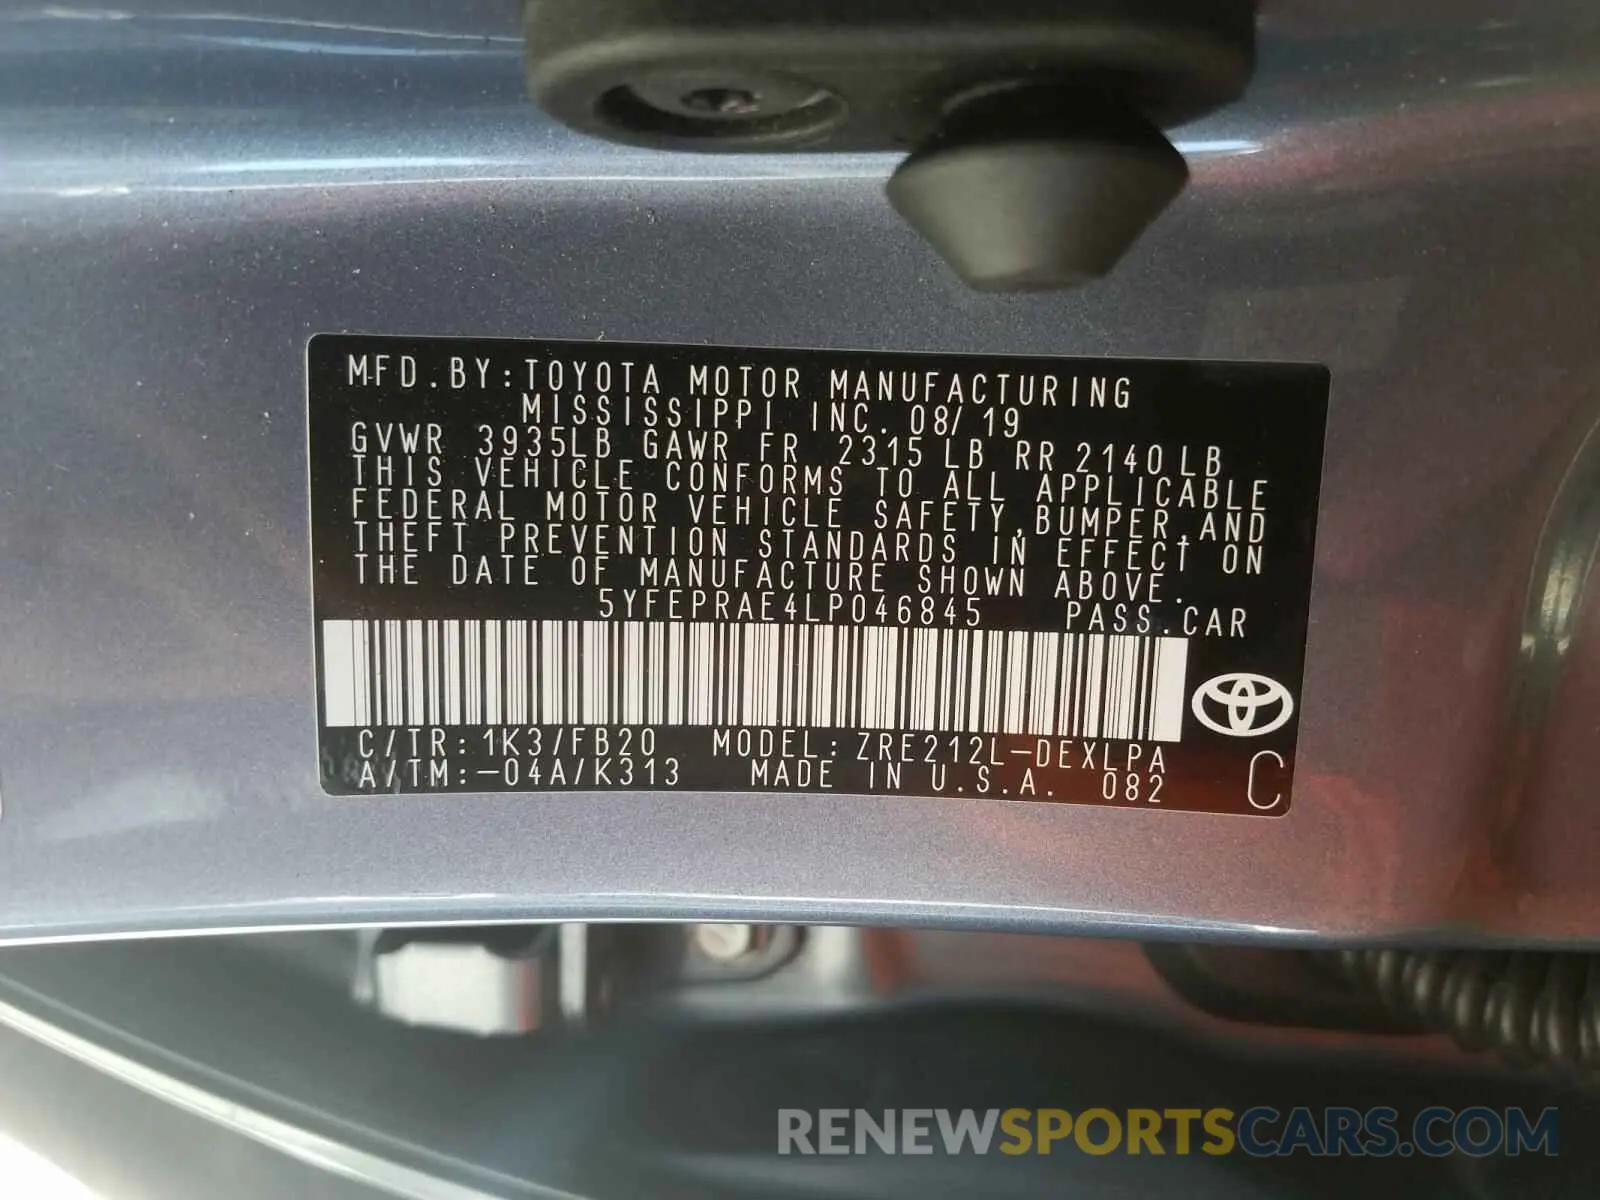 MFD.BY:TOYOTA MOTOR MANUFACTURING
MISSISSIPPI INC. 08/19
GVWR 3935LB GAWR FR 2315LB RR 2140LB
THIS VEHICLE CONFORMS TO ALL APPLICABLE
FEDERAL MOTOR VEHICLE SAFETY,BUMPER,AND
THEFT PREVENTION STANDARDS IN EFFECT ON
THE DATE OF MANUFACTURE SHOWN ABOVE.
5YFEPRAE4LP046845 PASS.CAR
C/TR:1K3/FB20 MODEL:ZRE212L-DEXLPA
A/TM:-04A/K313 MADE IN U.S.A. 082
C
RENEWSPORTSCARS.COM